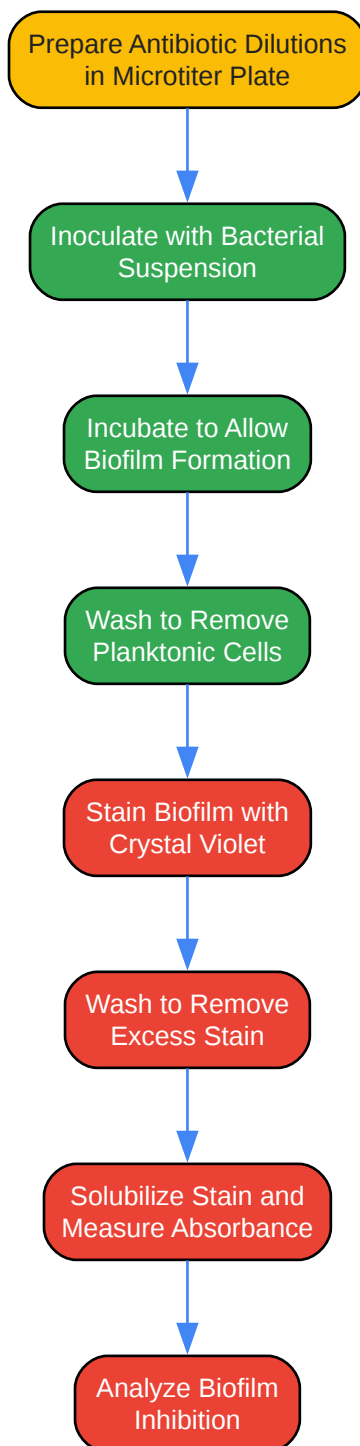 Prepare Antibiotic Dilutions
in Microtiter Plate
Inoculate with Bacterial
Suspension
Incubate to Allow
Biofilm Formation
Wash to Remove
Planktonic Cells
Stain Biofilm with
Crystal Violet
Wash to Remove
Excess Stain
Solubilize Stain and
Measure Absorbance
Analyze Biofilm
Inhibition